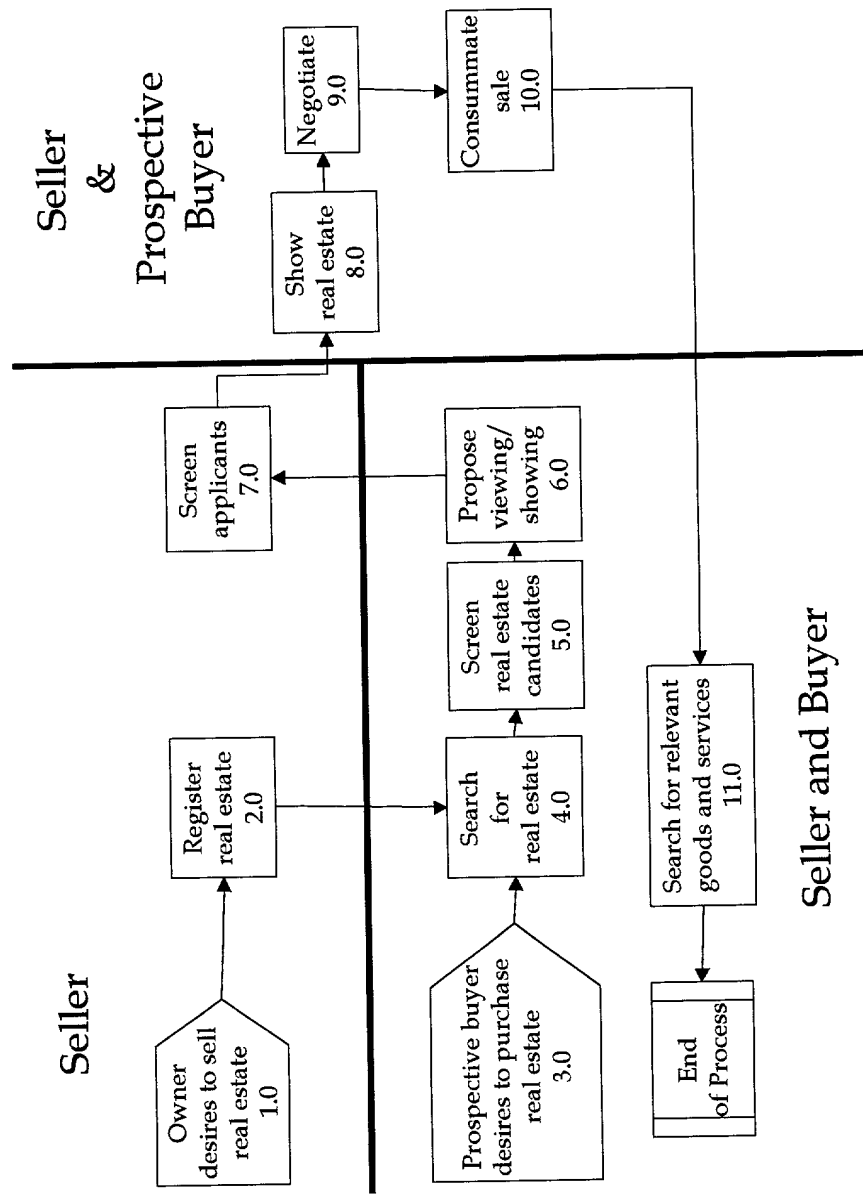 Seller
Owner
desires to sell
real estate
1.0
Register
real estate
2.0
Screen
applicants
7.0
Seller
&
Prospective
Buyer
Show
real estate
8.0
Negotiate
9.0
Consummate
sale
10.0
Prospective buyer
desires to purchase
real estate
3.0
Search
for
real estate
4.0
Screen
real estate
candidates
5.0
Propose
viewing/
showing
6.0
End
of Process
Search for relevant
goods and services
11.0
Seller and Buyer